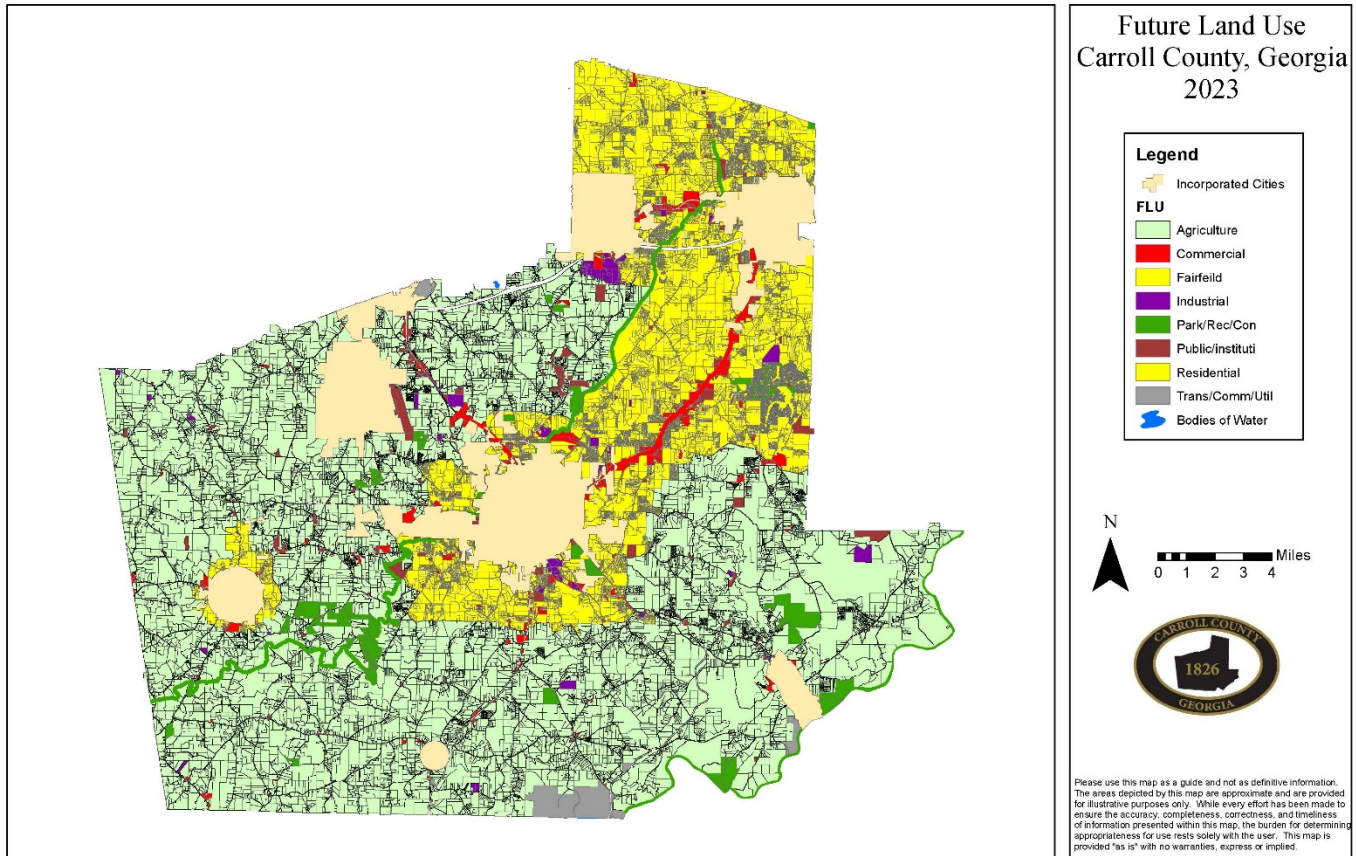 Future Land Use
Carroll County, Georgia
2023
Legend
Incorporated Cities
FLU
Agriculture
Commercial
Fairfeild
Industrial
Park/Rec/Con
Public/instituti
Residential
Trans/Comm/Util
Bodies of Water
N
Miles
0 1 2 3 4
CARROLL COUNTY
1826
GEORGIA
Please use this map as a guide and not as definitive information.
The areas depicted by this map are approximate and are provided
for illustrative purposes only. While every effort has been made to
ensure the accuracy, completeness, correctness, and timeliness
of information presented within this map, the burden for determining
appropriateness for use rests solely with the user. This map is
provided "as is" with no warranties, express or implied.